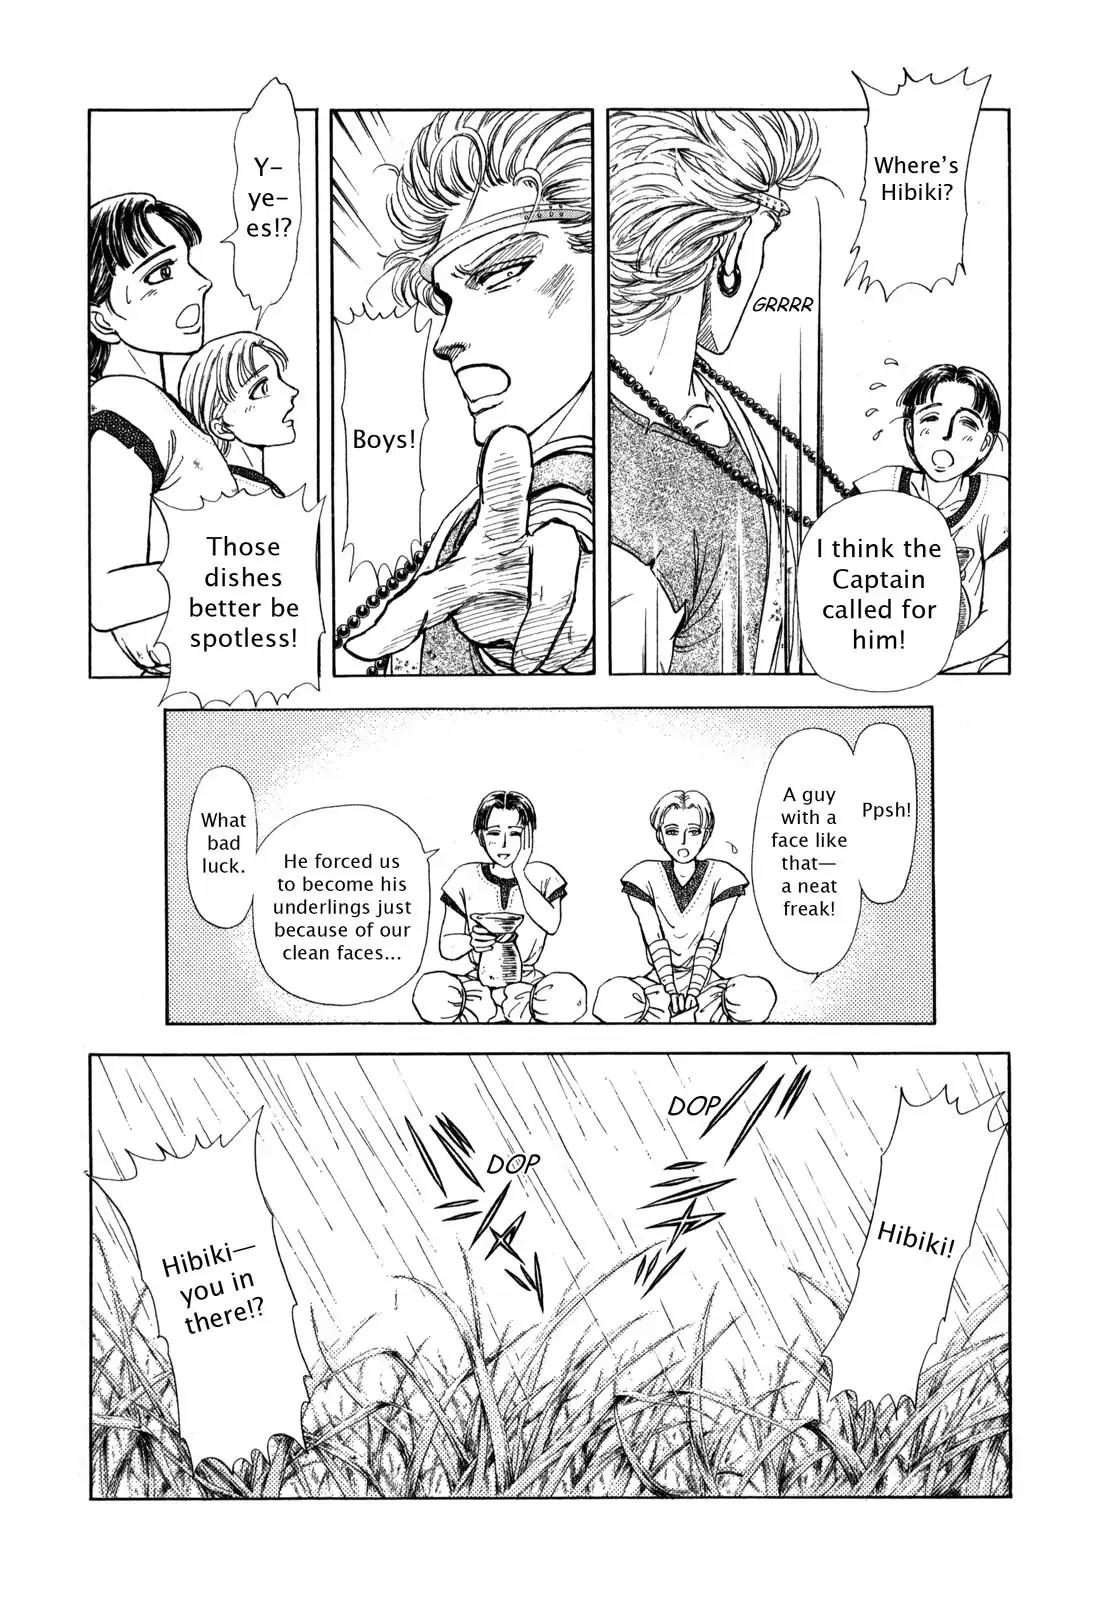 Where's
Hibiki?
GRRRR
I think the
Captain
called for
him!
Boys!
Y-
ye-
es!?
Those
dishes
better be
spotless!
Ppsh!
A guy
with a
face like
that—
a neat
freak!
He forced us
to become his
underlings just
because of our
clean faces...
What
bad
luck.
DOP
Hibiki!
DOP
Hibiki—
you in
there!?